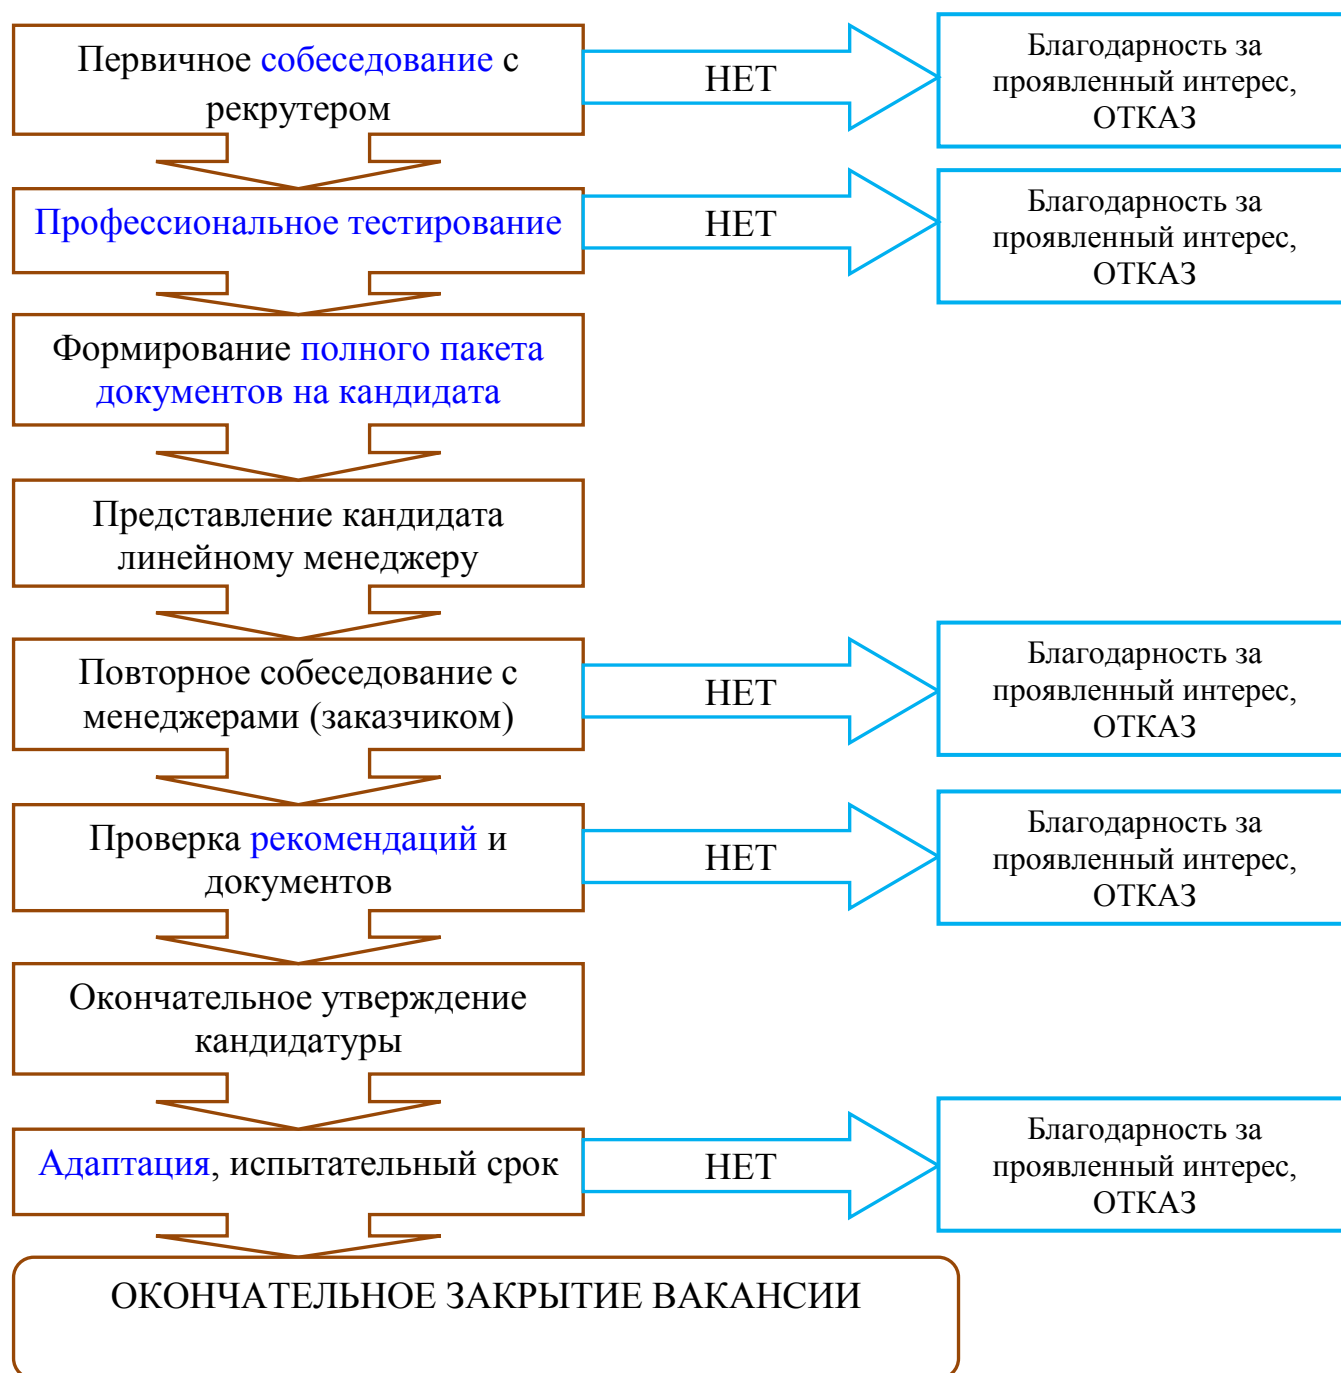 Первичное собеседование с
рекрутером
НЕТ
Благодарность за
проявленный интерес,
ОТКАЗ
Профессиональное тестирование
НЕТ
Благодарность за
проявленный интерес,
ОТКАЗ
Формирование полного пакета
документов на кандидата
Представление кандидата
линейному менеджеру
Повторное собеседование с
менеджерами (заказчиком)
НЕТ
Благодарность за
проявленный интерес,
ОТКАЗ
Проверка рекомендаций и
документов
НЕТ
Благодарность за
проявленный интерес,
ОТКАЗ
Окончательное утверждение
кандидатуры
Адаптация, испытательный срок
НЕТ
Благодарность за
проявленный интерес,
ОТКАЗ
ОКОНЧАТЕЛЬНОЕ ЗАКРЫТИЕ ВАКАНСИИ